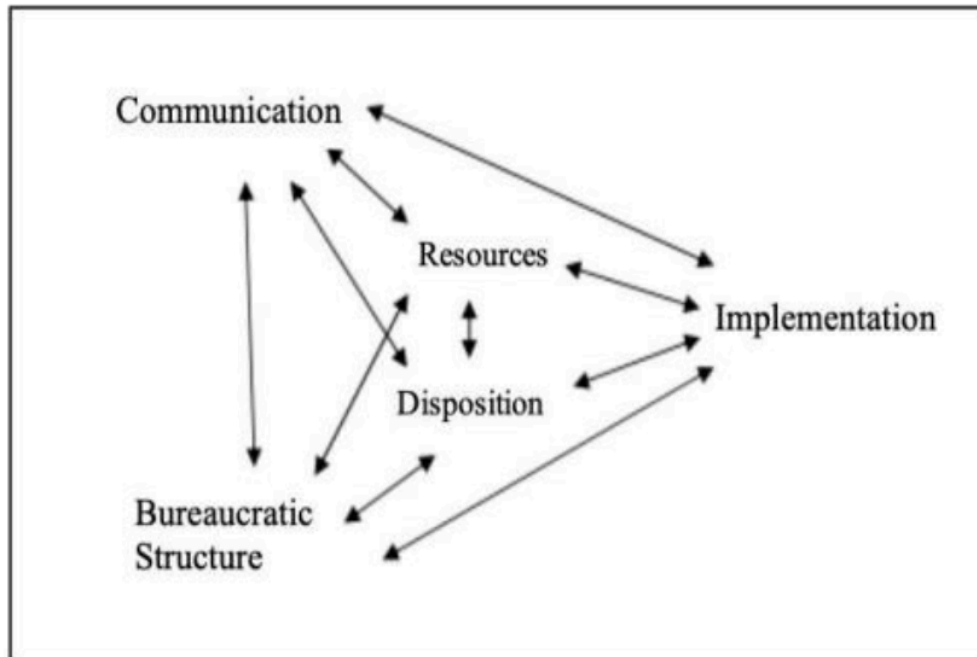 Communication
Resources
Implementation
Disposition
Bureaucratic
Structure